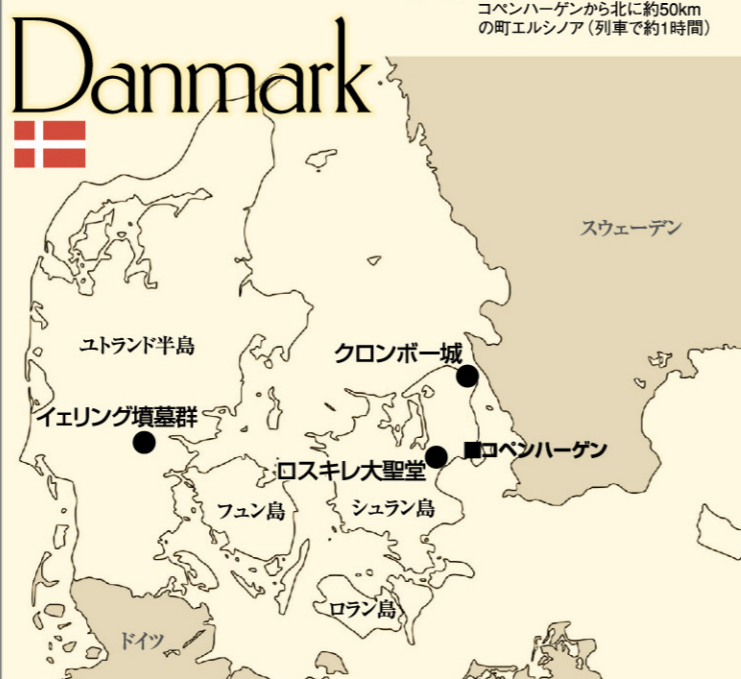 コペンハーゲンから北に約50km
の町エルシノア（列車で約1時間）
Danmark
スウェーデン
ユトランド半島
クロンボー城
イェリング墳墓群
■コペンハーゲン
ロスキレ大聖堂
フュン島
シュラン島
ロラン島
ドイツ